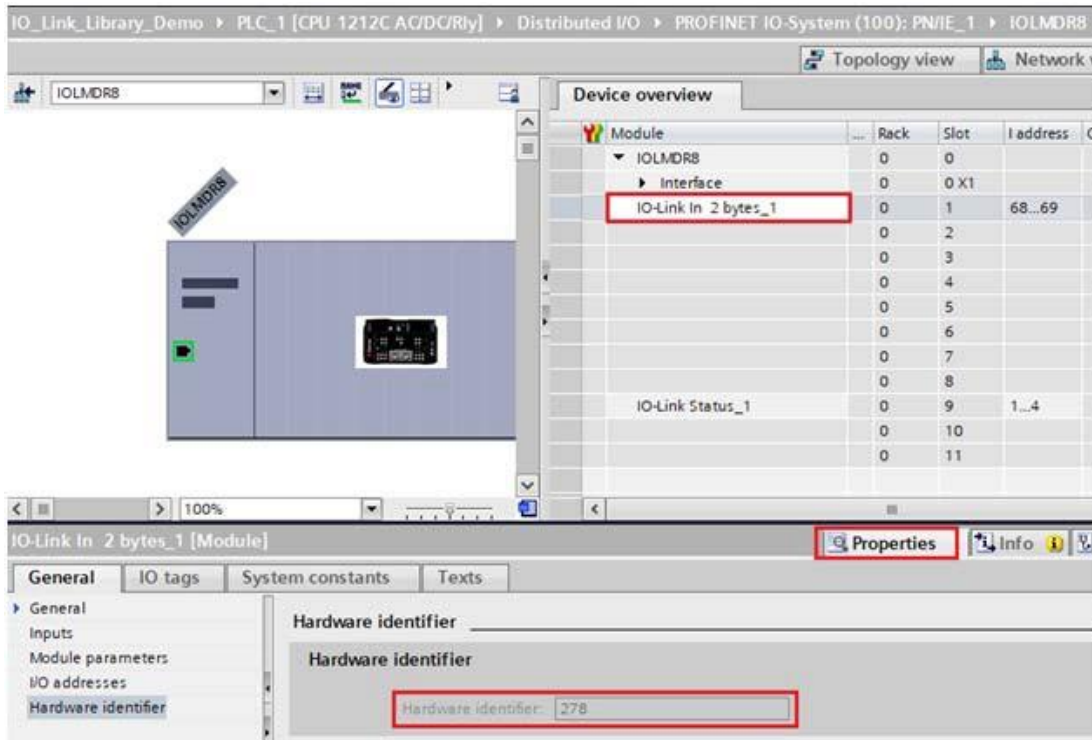 IO_Link_Library_Demo ▸ PLC_1 [CPU 1212C AC/DC/Rly] ▸ Distributed I/O ▸ PROFINET IO-System (100): PN/IE_1 ▸ IOLMDR8
Topology view Network
IOLMDR8
Device overview
Module ... Rack Slot I address
IOLMDR8 0 0
Interface 0 0 X1
IO-Link In 2 bytes_1 0 1 68...69
0 2
0 3
0 4
0 5
0 6
0 7
0 8
IO-Link Status_1 0 9 1...4
0 10
0 11
IOLMDR8
100%
IO-Link In 2 bytes_1 [Module]
Properties Info
General IO tags System constants Texts
General
Inputs
Module parameters
I/O addresses
Hardware identifier
Hardware identifier
Hardware identifier
Hardware identifier: 278